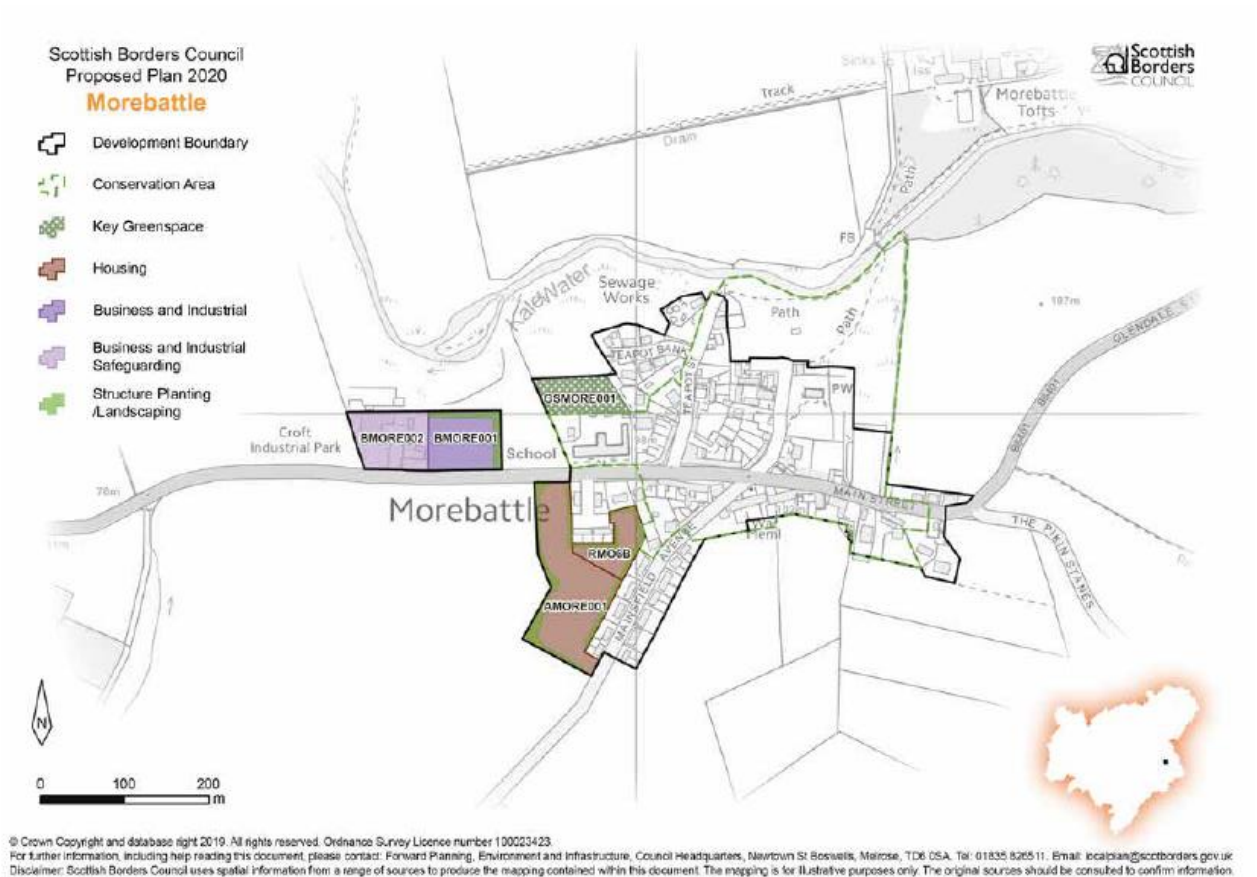 Scottish Borders Council
Proposed Plan 2020
Morebattle
Development Boundary
Conservation Area
Key Greenspace
Housing
Business and Industrial
Business and Industrial
Safeguarding
Structure Planting
/Landscaping
Scottish
Borders
COUNCIL
Sinks
Iss
Morebattle
Tofts
Track
Drain
Path
FB
Kale Water
Sewage
Works
Path
Path
197m
GLENDALE ST
BMRT
BMRT
TEAPOT BANK
TEAPOT S
GSMORE001
PW
Croft
Industrial Park
BMORE002
BMORE001
School
98m
76m
Morebattle
MAIN STREET
War
Meml
THE PIKIN STANES
RMO6B
MAINSFIELD AVENUE
AMORE001
N
0 100 200
m
© Crown Copyright and database right 2019. All rights reserved. Ordnance Survey Licence number 100023423.
For further information, including help reading this document, please contact: Forward Planning, Environment and Infrastructure, Council Headquarters, Newtown St Boswells, Melrose, TD6 0SA. Tel: 01835 826511. Email: localplan@scotborders.gov.uk
Disclaimer: Scottish Borders Council uses spatial information from a range of sources to produce the mapping contained within this document. The mapping is for illustrative purposes only. The original sources should be consulted to confirm information.